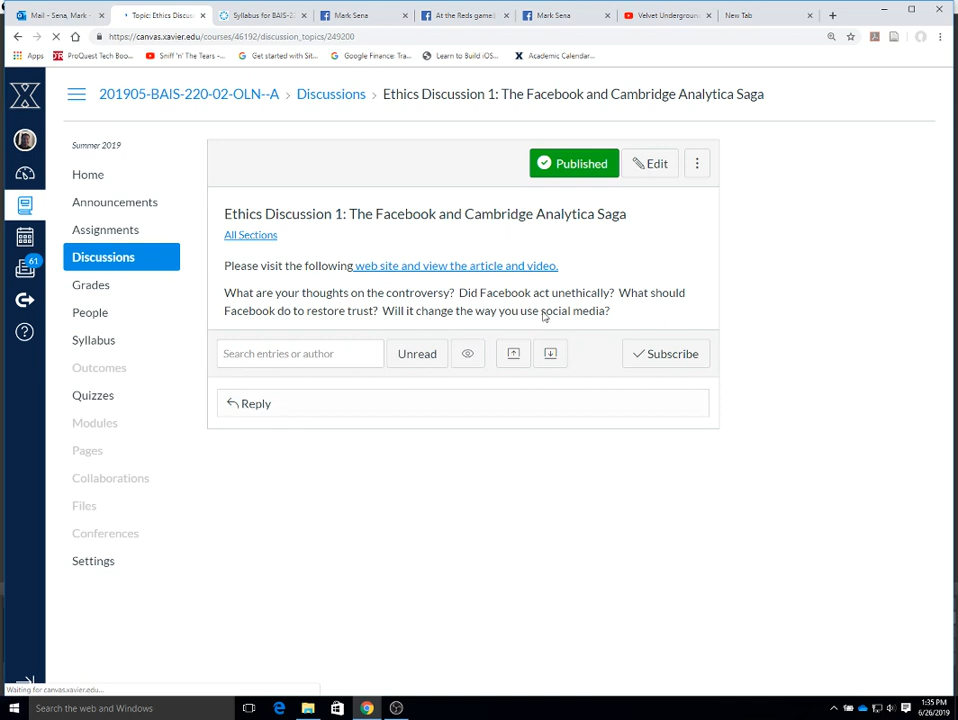 Mail - Sena, Mark -
Topic: Ethics Discus
Syllabus for BAIS-2
Mark Sena
At the Reds game!
Mark Sena
Velvet Underground
New Tab
https://canvas.xavier.edu/courses/46192/discussion_topics/249200
Apps
ProQuest Tech Boo...
Sniff 'n' The Tears -...
Get started with Sit...
Google Finance: Tra...
Learn to Build iOS...
Academic Calendar...
201905-BAIS-220-02-OLN--A > Discussions > Ethics Discussion 1: The Facebook and Cambridge Analytica Saga
Summer 2019
Home
Announcements
Assignments
Discussions
Grades
People
Syllabus
Outcomes
Quizzes
Modules
Pages
Collaborations
Files
Conferences
Settings
61
Published
Edit
Ethics Discussion 1: The Facebook and Cambridge Analytica Saga
All Sections
Please visit the following web site and view the article and video.
What are your thoughts on the controversy? Did Facebook act unethically? What should
Facebook do to restore trust? Will it change the way you use social media?
Search entries or author
Unread
Subscribe
Reply
Waiting for canvas.xavier.edu...
Search the web and Windows
1:35 PM
6/26/2019